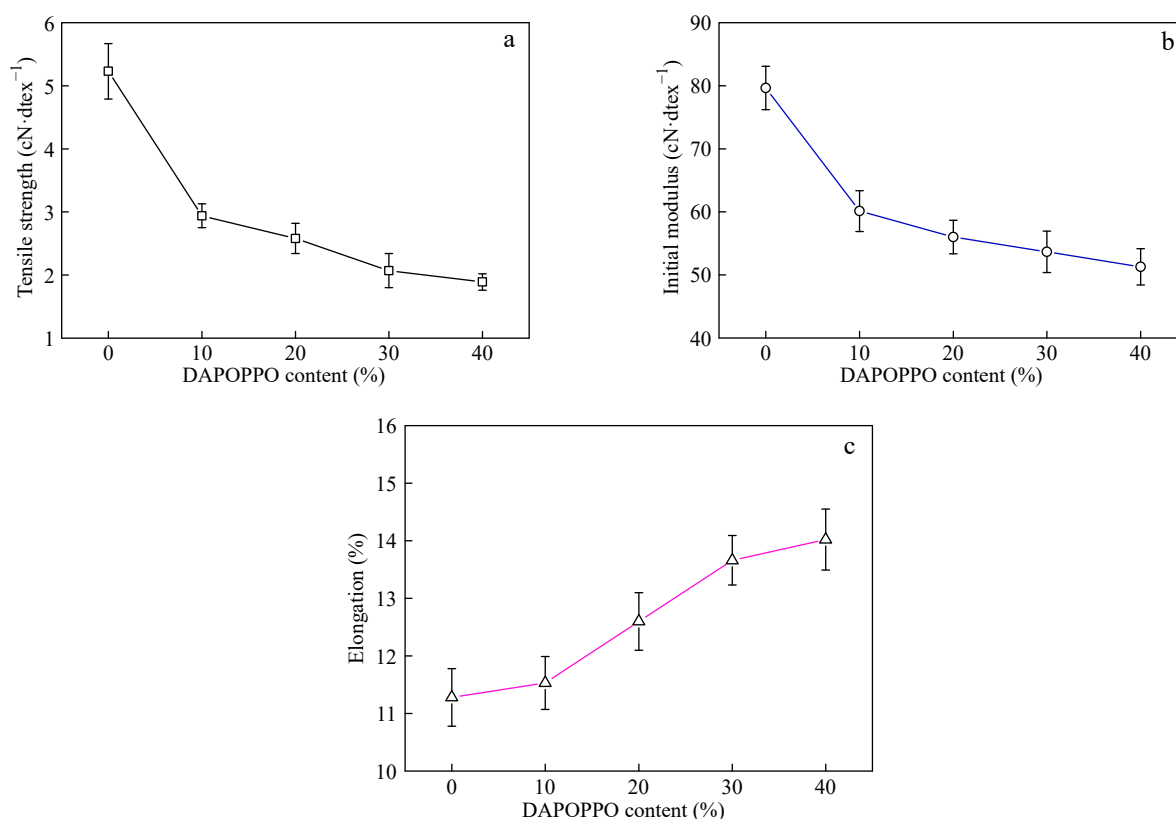 a
6
5
4
3
2
1
Tensile strength (cN·dtex−1)
0 10 20 30 40
DAPOPPO content (%)
b
90
80
70
60
50
40
Initial modulus (cN·dtex−1)
0 10 20 30 40
DAPOPPO content (%)
c
16
15
14
13
12
11
10
Elongation (%)
0 10 20 30 40
DAPOPPO content (%)